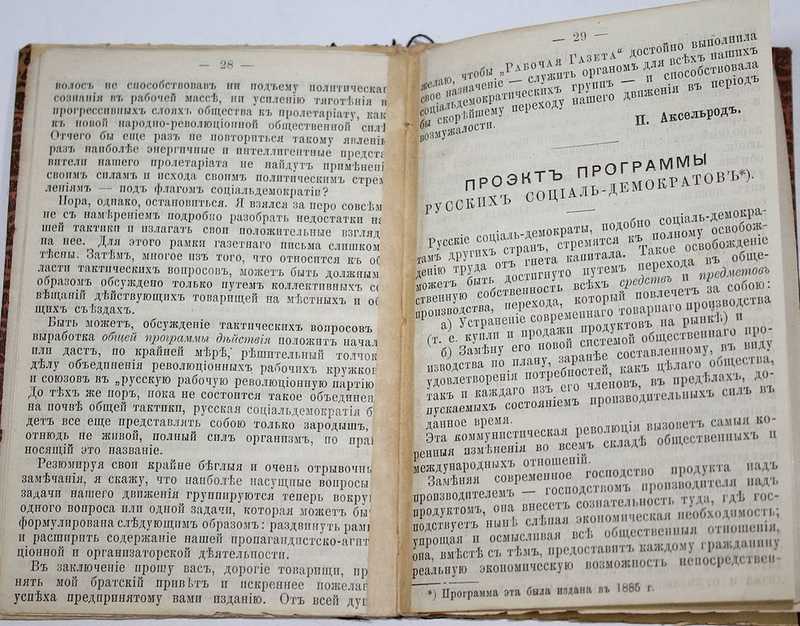 — 28 —
волось не способствовавъ ни подъему политическаг
сознанія въ рабочей массѣ, ни усиленію тяготѣнія в
прогрессивныхъ слояхъ общества къ пролетаріату, как
къ новой народно-революціонной общественной силѣ
Отчего бы еще разъ не повториться такому явленію
разъ наиболѣе энергичные и интеллигентные предста
вители нашего пролетаріата не найдутъ примѣнені
своимъ силамъ и исхода своимъ политическимъ стрем
леніямъ — подъ флагомъ соціальдемократіи?
Пора, однако, остановиться. Я взялся за перо совсѣм
не съ намѣреніемъ подробно разобрать недостатки на
шей тактики и излагать свои положительные взгляд
на нее. Для этого рамки газетнаго письма слишком
тѣсны. Затѣмъ, многое изъ того, что относится къ об
ласти тактическихъ вопросовъ, можетъ быть должным
образомъ обсуждено только путемъ коллективныхъ со
вѣщаній дѣйствующихъ товарищей на мѣстныхъ и об
щихъ съѣздахъ.
Быть можетъ, обсужденіе тактическихъ вопросовъ
выработка общей программы дѣйствія положитъ начал
или дастъ, по крайней мѣрѣ, рѣшительный толчок
дѣлу объединенія революціонныхъ рабочихъ кружков
и союзовъ въ „русскую рабочую революціонную партію
До тѣхъ же поръ, пока не состоится такое объединен
на почвѣ общей тактики, русская соціальдемократія б
детъ все еще представлять собою только зародышъ,
отнюдь не живой, полный силъ организмъ, по прав
носящій это названіе.
Резюмируя свои крайне бѣглыя и очень отрывочн
замѣчанія, я скажу, что наиболѣе насущные вопросы
задачи нашего движенія группируются теперь вокруг
одного вопроса или одной задачи, которая можетъ бы
формулирована слѣдующимъ образомъ: раздвинуть рамк
и расширить содержаніе нашей пропагандистско-агит
ціонной и организаторской дѣятельности.
Въ заключеніе прошу васъ, дорогіе товарищи, пр
нять мой братскій привѣтъ и искреннее пожелан
успѣха предпринятому вами изданію. Отъ всей душ
— 29 —
желаю, чтобы „Рабочая Газета“ достойно выполнила
свое назначеніе — служить органомъ для всѣхъ нашихъ
соціальдемократическихъ группъ — и способствовала
бы скорѣйшему переходу нашего движенія въ періодъ
возмужалости.
П. Аксельродъ.
ПРОЭКТЪ ПРОГРАММЫ
РУССКИХЪ СОЦІАЛЬ-ДЕМОКРАТОВЪ*).
Русскіе соціаль-демократы, подобно соціаль-демокра-
тамъ другихъ странъ, стремятся къ полному освобож-
денію труда отъ гнета капитала. Такое освобожденіе
можетъ быть достигнуто путемъ перехода въ обще-
ственную собственность всѣхъ средствъ и предметовъ
производства, перехода, который повлечетъ за собою:
а) Устраненіе современнаго товарнаго производства
(т. е. купли и продажи продуктовъ на рынкѣ) и
б) Замѣну его новой системой общественнаго про-
изводства по плану, заранѣе составленному, въ виду
удовлетворенія потребностей, какъ цѣлаго общества,
такъ и каждаго изъ его членовъ, въ предѣлахъ, до-
пускаемыхъ состояніемъ производительныхъ силъ въ
данное время.
Эта коммунистическая революція вызоветъ самыя ко-
ренныя измѣненія во всемъ складѣ общественныхъ и
международныхъ отношеній.
Замѣняя современное господство продукта надъ
производителемъ — господствомъ производителя надъ
продуктомъ, она внесетъ сознательность туда, гдѣ гос-
подствуетъ нынѣ слѣпая экономическая необходимость;
упрощая и осмысливая всѣ общественныя отношенія,
она, вмѣстѣ съ тѣмъ, предоставитъ каждому гражданину
реальную экономическую возможность непосредствен-
*) Программа эта была издана въ 1885 г.